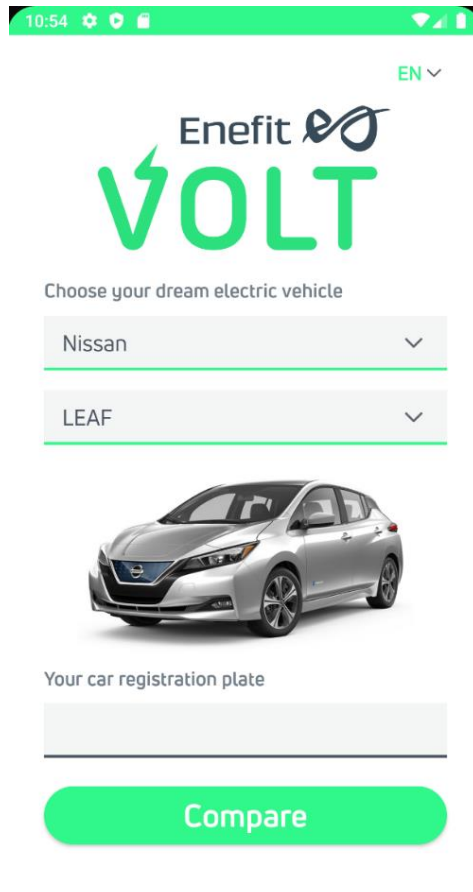 10:54
EN
Enefit
VOLT
Choose your dream electric vehicle
Nissan
LEAF
Your car registration plate
Compare